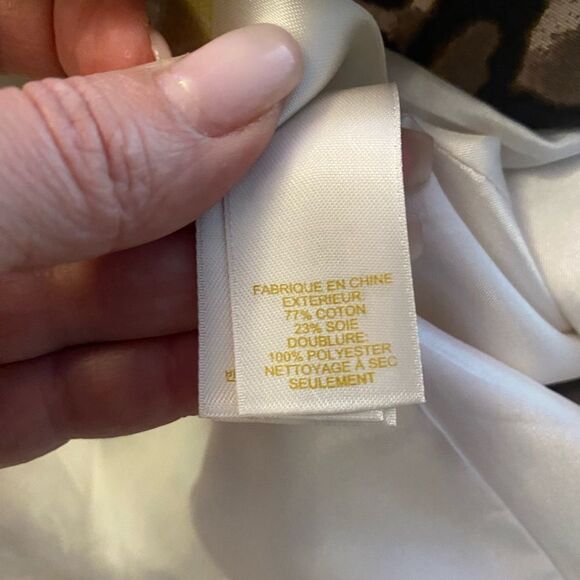 FABRIQUE EN CHINE
EXTERIEUR:
77% COTON
23% SOIE
DOUBLURE:
100% POLYESTER
NETTOYAGE À SEC
SEULEMENT